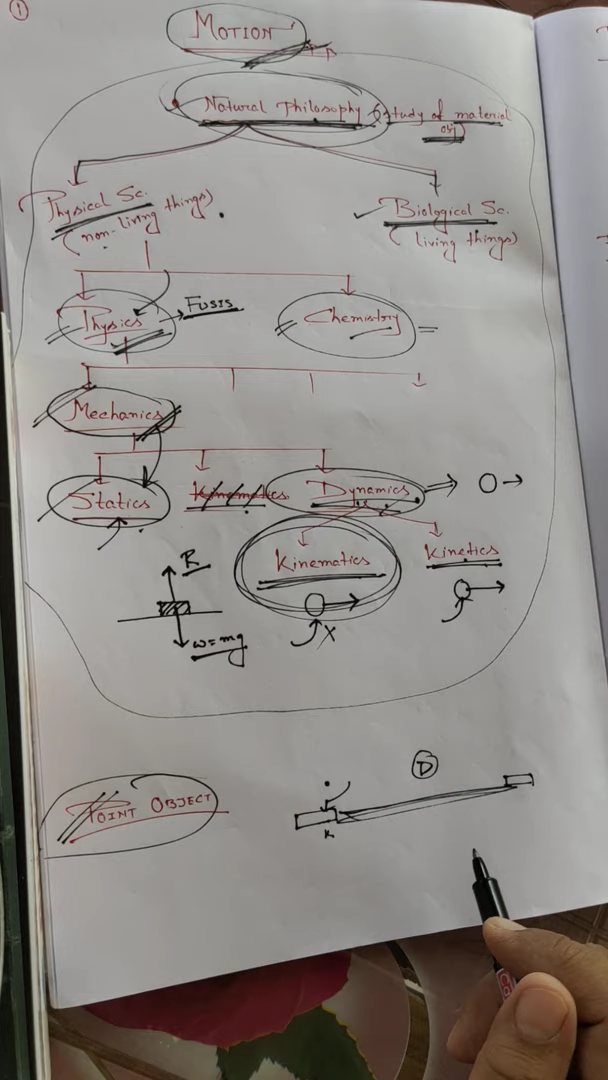 1
MOTION
Natural Philosophy (study of material
obj)
Physical Sc.
(non-living things).
Biological Sc.
(living things)
Physics
FUSIS
Chemistry
Mechanics
Statics
Kinematics.
Dynamics
Kinematics
Kinetics
R
w=mg
X
D
POINT OBJECT
K